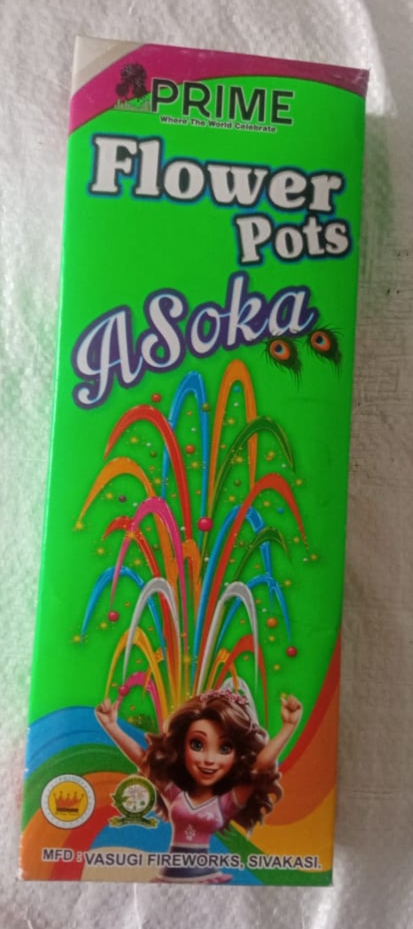 PRIME
Where The World Celebrate
Flower
Pots
ASoka
MFD : VASUGI FIREWORKS, SIVAKASI.